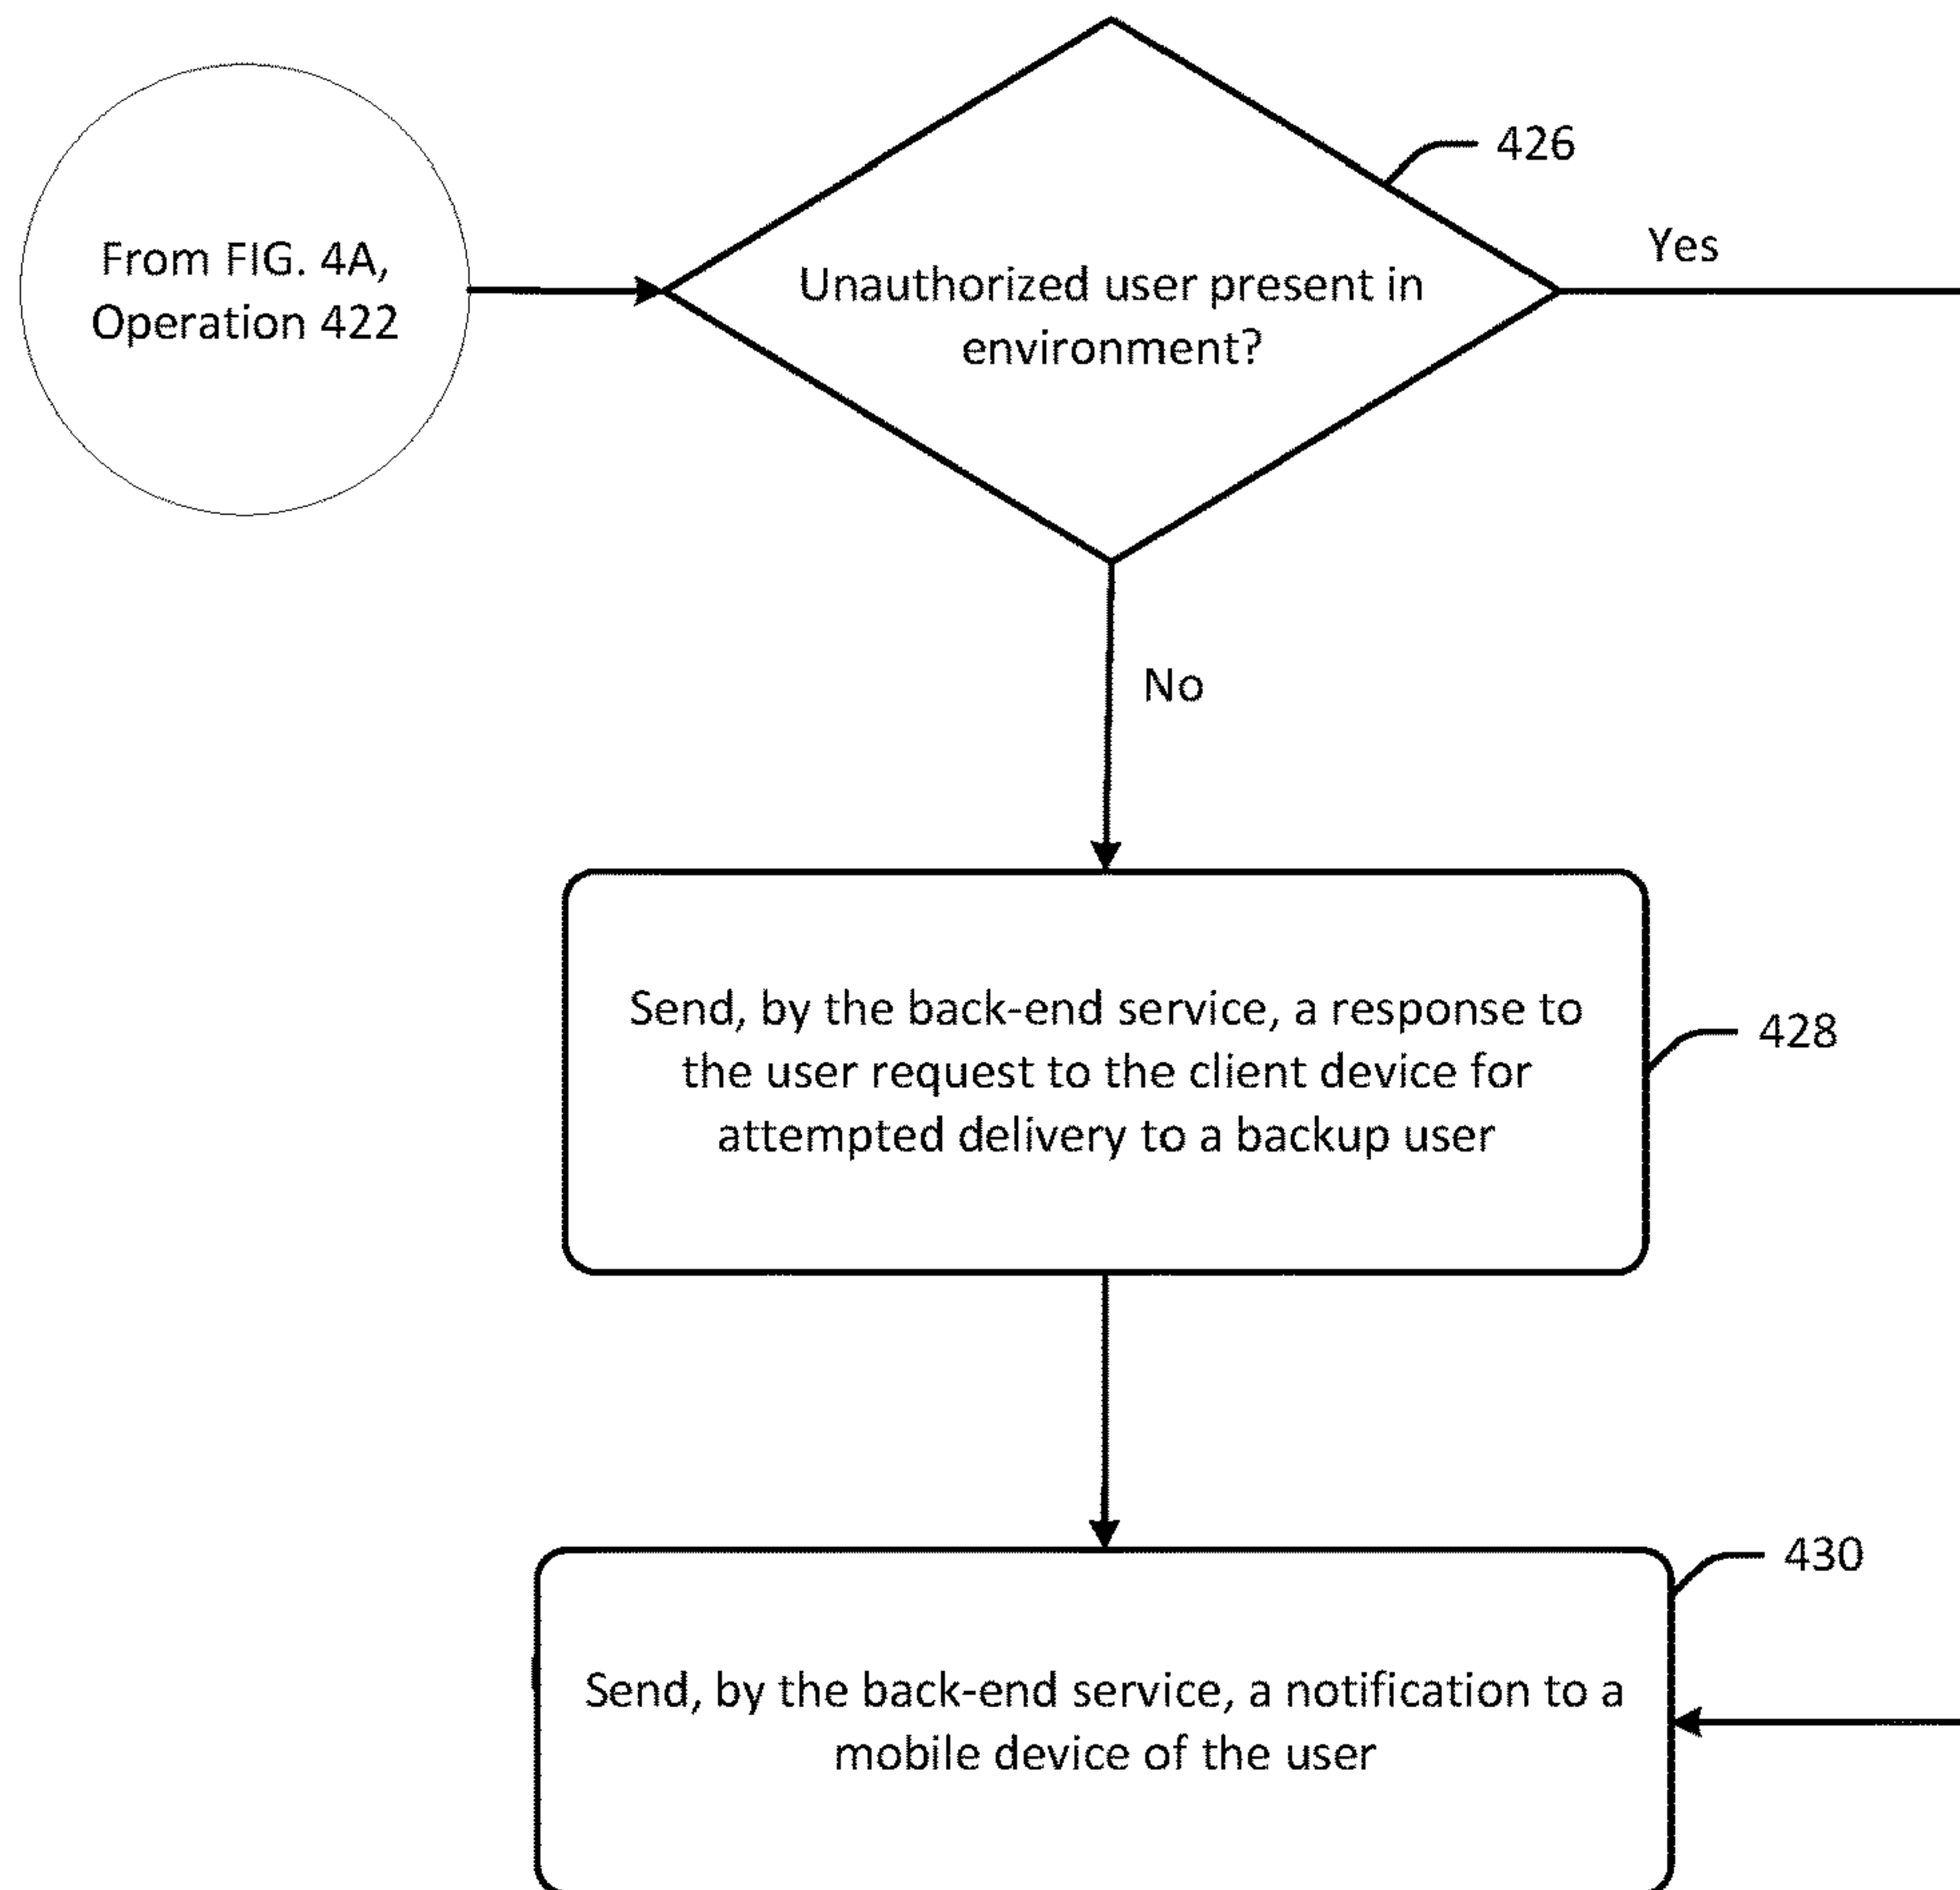 From FIG. 4A,
Operation 422
426
Unauthorized user present in
environment?
Yes
No
Send, by the back-end service, a response to
the user request to the client device for
attempted delivery to a backup user
428
430
Send, by the back-end service, a notification to a
mobile device of the user